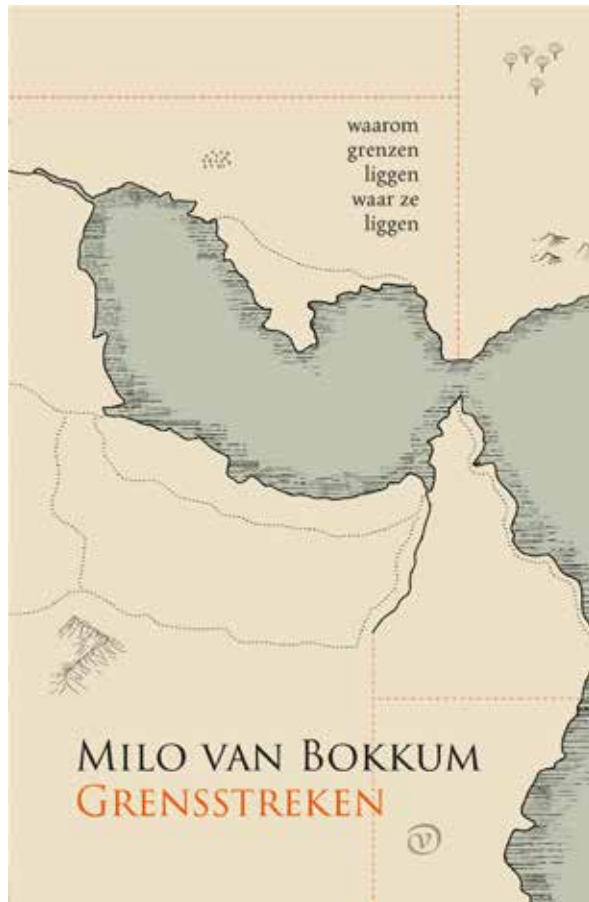 waarom
grenzen
liggen
waar ze
liggen
MILO VAN BOKKUM
GRENSSTREKEN
v